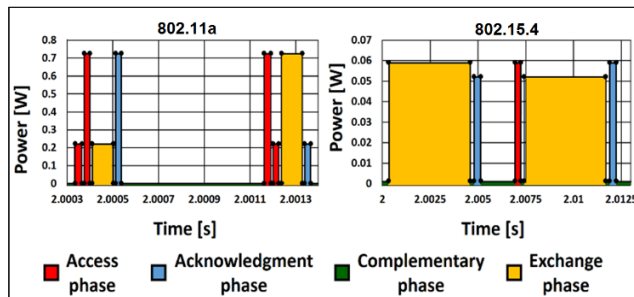 802.11a
802.15.4
Power [W]
0.8
0.7
0.6
0.5
0.4
0.3
0.2
0.1
0
2.0003 2.0005 2.0007 2.0009 2.0011 2.0013
Time [s]
Power [W]
0.07
0.06
0.05
0.04
0.03
0.02
0.01
0
2 2.0025 2.005 2.0075 2.01 2.0125
Time [s]
Access phase
Acknowledgment phase
Complementary phase
Exchange phase